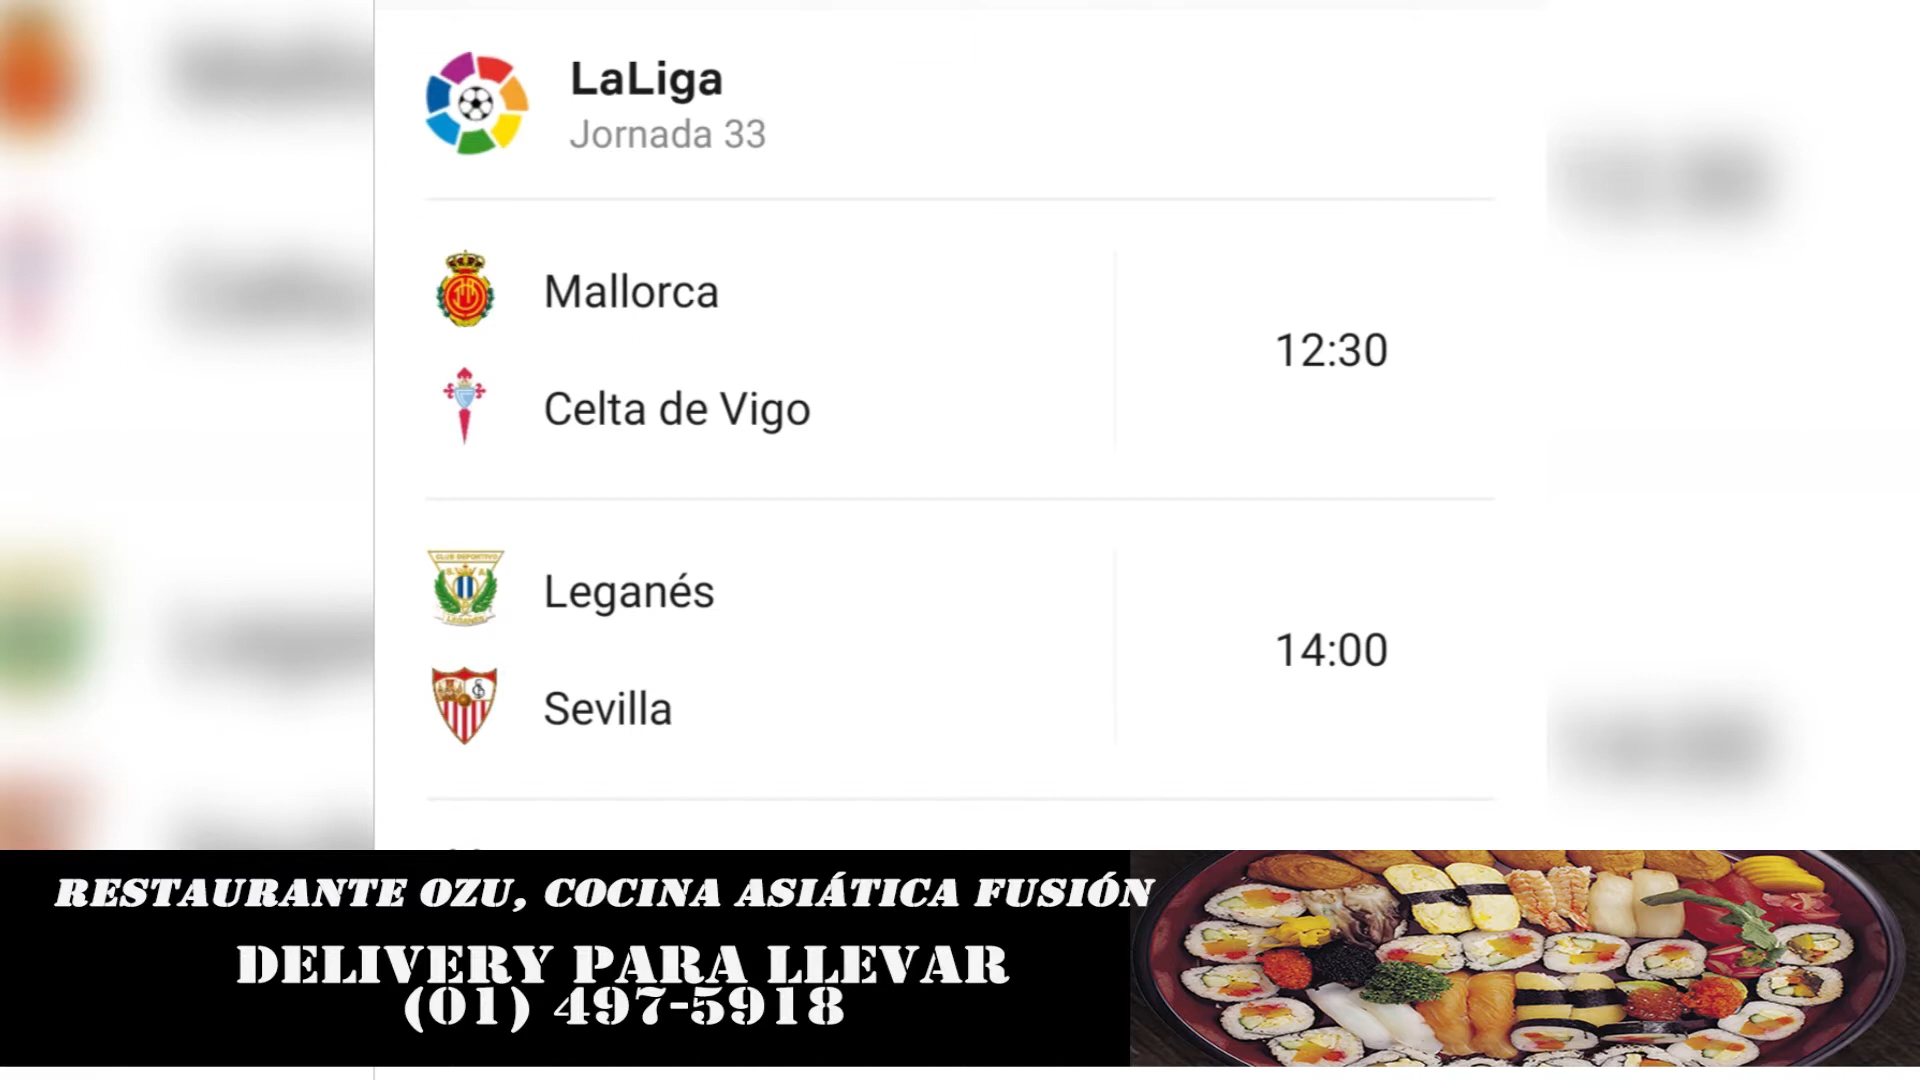 LaLiga
Jornada 33
Mallorca
12:30
Celta de Vigo
Leganés
14:00
Sevilla
RESTAURANTE OZU, COCINA ASIÁTICA FUSIÓN
DELIVERY PARA LLEVAR
(01) 497-5918